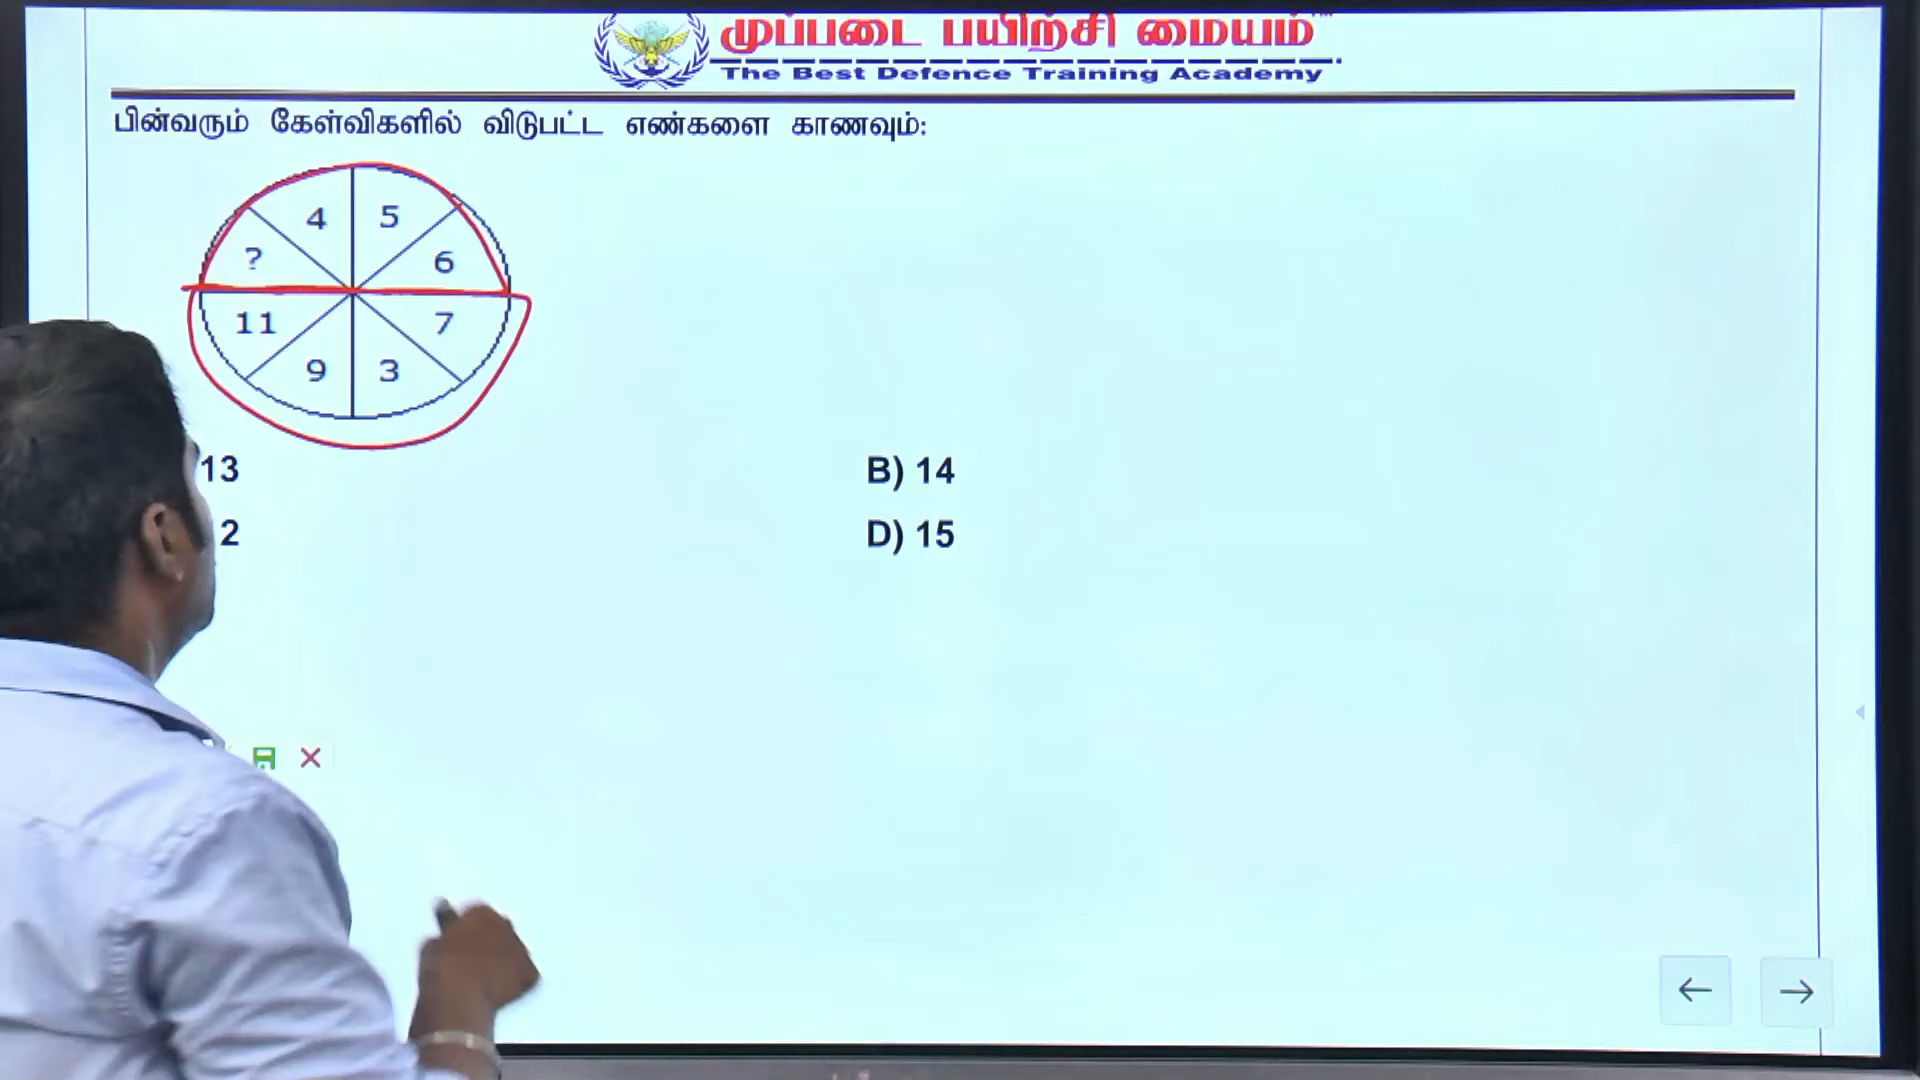 முப்படை பயிற்சி மையம்
The Best Defence Training Academy
பின்வரும் கேள்விகளில் விடுபட்ட எண்களை காணவும்:
4 5
? 6
11 7
9 3
13
B) 14
2
D) 15